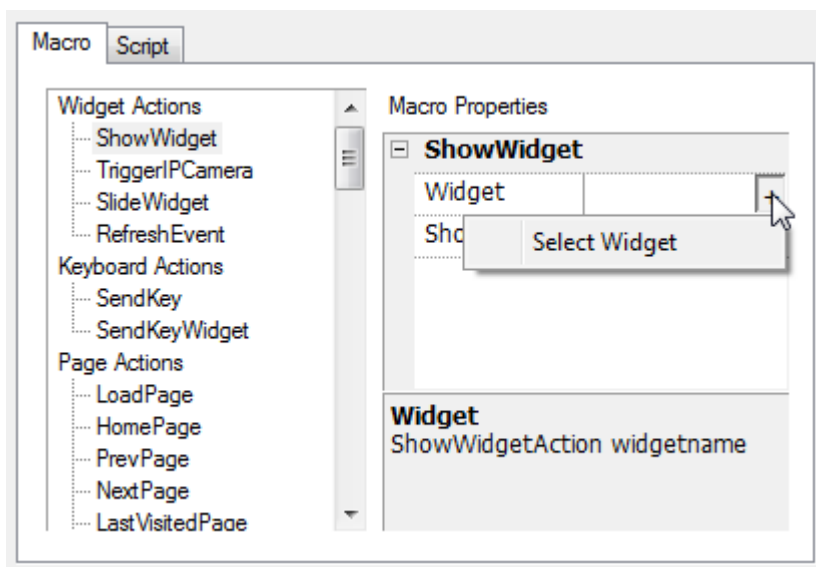 Macro
Script
Widget Actions
ShowWidget
TriggerIPCamera
SlideWidget
RefreshEvent
Keyboard Actions
SendKey
SendKeyWidget
Page Actions
LoadPage
HomePage
PrevPage
NextPage
LastVisitedPage
Macro Properties
ShowWidget
Widget
+
Sho
Select Widget
Widget
ShowWidgetAction widgetname